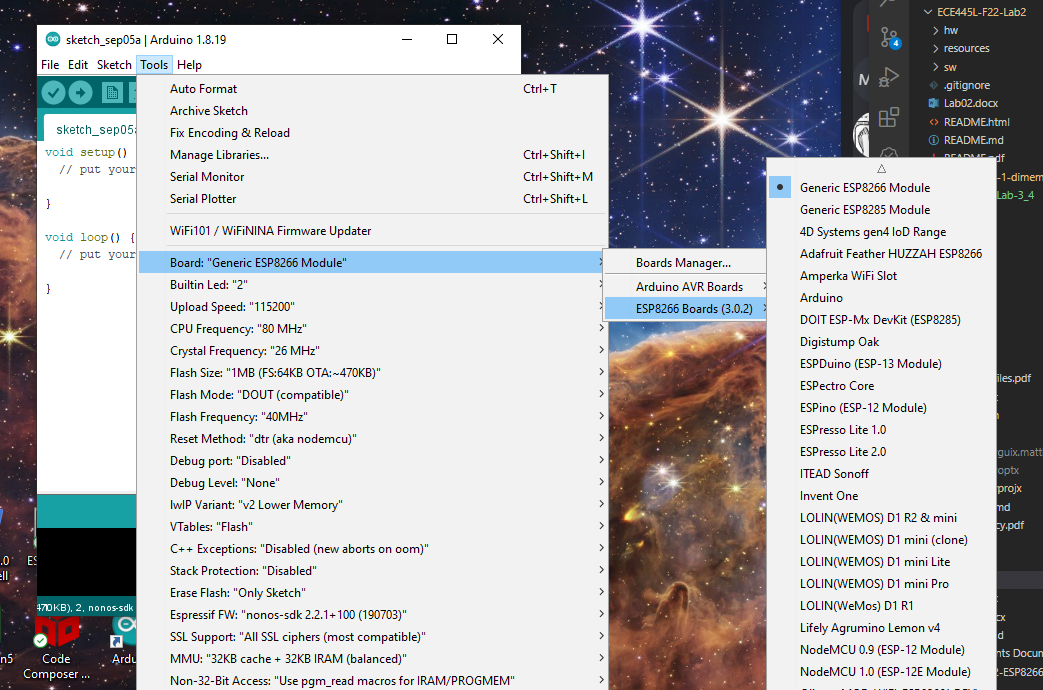 sketch_sep05a | Arduino 1.8.19
File Edit Sketch Tools Help
sketch_sep05a
void setup()
// put your
}
void loop() {
// put your
}
470KB), 2, nonos-sdk
Auto Format Ctrl+T
Archive Sketch
Fix Encoding & Reload
Manage Libraries... Ctrl+Shift+I
Serial Monitor Ctrl+Shift+M
Serial Plotter Ctrl+Shift+L
WiFi101 / WiFiNINA Firmware Updater
Board: "Generic ESP8266 Module"
Builtin Led: "2"
Upload Speed: "115200"
CPU Frequency: "80 MHz"
Crystal Frequency: "26 MHz"
Flash Size: "1MB (FS:64KB OTA:~470KB)"
Flash Mode: "DOUT (compatible)"
Flash Frequency: "40MHz"
Reset Method: "dtr (aka nodemcu)"
Debug port: "Disabled"
Debug Level: "None"
lwIP Variant: "v2 Lower Memory"
VTables: "Flash"
C++ Exceptions: "Disabled (new aborts on oom)"
Stack Protection: "Disabled"
Erase Flash: "Only Sketch"
Espressif FW: "nonos-sdk 2.2.1+100 (190703)"
SSL Support: "All SSL ciphers (most compatible)"
MMU: "32KB cache + 32KB IRAM (balanced)"
Non-32-Bit Access: "Use pgm_read macros for IRAM/PROGMEM"
Boards Manager...
Arduino AVR Boards
ESP8266 Boards (3.0.2)
Generic ESP8266 Module
Generic ESP8285 Module
4D Systems gen4 IoD Range
Adafruit Feather HUZZAH ESP8266
Amperka WiFi Slot
Arduino
DOIT ESP-Mx DevKit (ESP8285)
Digistump Oak
ESPDuino (ESP-13 Module)
ESPectro Core
ESPino (ESP-12 Module)
ESPresso Lite 1.0
ESPresso Lite 2.0
ITEAD Sonoff
Invent One
LOLIN(WEMOS) D1 R2 & mini
LOLIN(WEMOS) D1 mini (clone)
LOLIN(WEMOS) D1 mini Lite
LOLIN(WEMOS) D1 mini Pro
LOLIN(WeMos) D1 R1
Lifely Agrumino Lemon v4
NodeMCU 0.9 (ESP-12 Module)
NodeMCU 1.0 (ESP-12E Module)
ECE445L-F22-Lab2
hw
resources
sw
.gitignore
Lab02.docx
README.html
README.md
4
M
-1-dimem
Lab-3_4
iles.pdf
guix.matt
optx
projx
md
cy.pdf
nts Docum
2-ESP8266
Code
Composer ...
Ardu